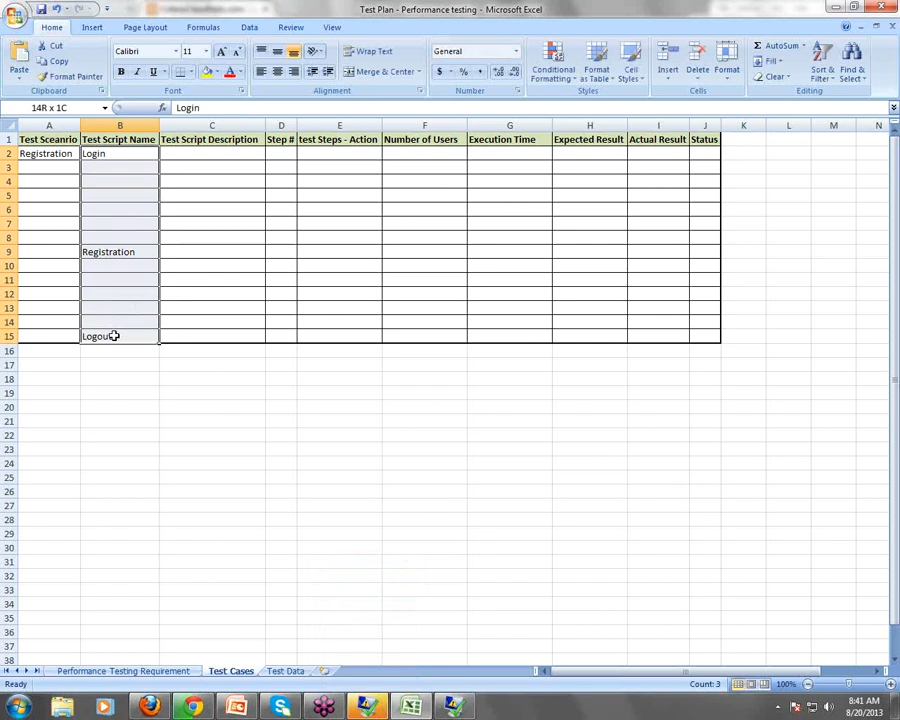 Test Plan - Performance testing - Microsoft Excel
Home Insert Page Layout Formulas Data Review View
Cut
Copy
Format Painter
Paste
Clipboard
Calibri 11
B I U
Font
Wrap Text
Merge & Center
Alignment
General
$ % ,
Number
Conditional Formatting
Format as Table
Cell Styles
Styles
Insert
Delete
Format
Cells
AutoSum
Fill
Clear
Sort & Filter
Find & Select
Editing
14R x 1C fx Login
A B C D E F G H I J K L M N
1 Test Sceanrio Test Script Name Test Script Description Step # test Steps - Action Number of Users Execution Time Expected Result Actual Result Status
2 Registration Login
3
4
5
6
7
8
9 Registration
10
11
12
13
14
15 Logout
16
17
18
19
20
21
22
23
24
25
26
27
28
29
30
31
32
33
34
35
36
37
38
Performance Testing Requirement Test Cases Test Data
Ready Count: 3 100%
8:41 AM
8/20/2013